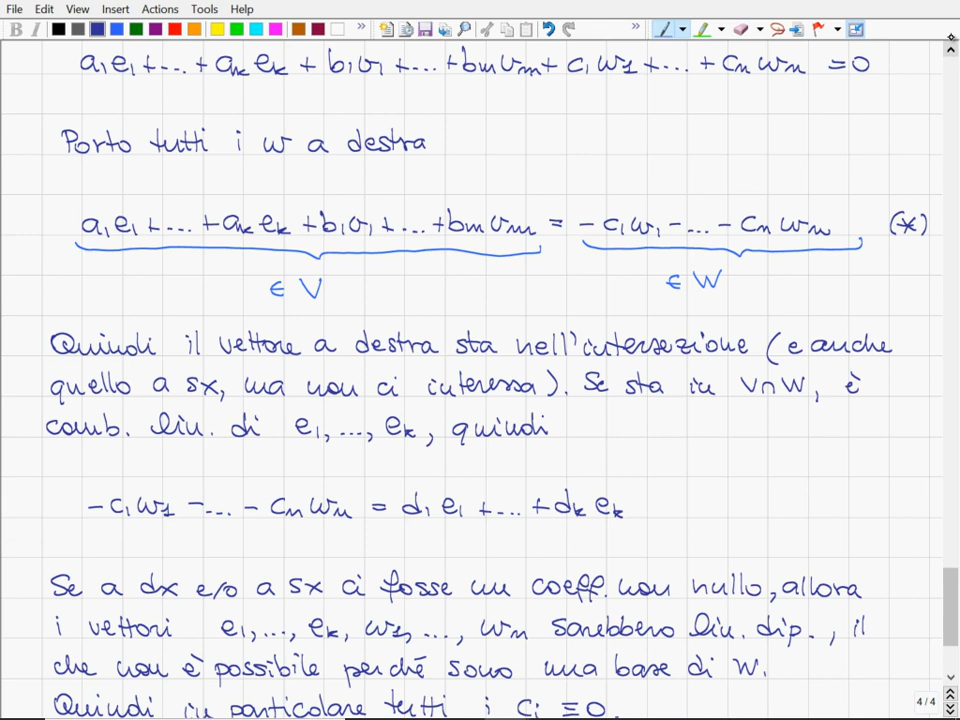 File Edit View Insert Actions Tools Help
B I
a₁e₁ + ... + aₖeₖ + b₁v₁ + ... + bₘvₘ + c₁w₁ + ... + cₙwₙ = 0
Porto tutti i w a destra
a₁e₁ + ... + aₖeₖ + b₁v₁ + ... + bₘvₘ = -c₁w₁ - ... - cₙwₙ (*)
∈ V ∈ W
Quindi il vettore a destra sta nell'intersezione (e anche
quello a sx, ma non ci interessa). Se sta in V∩W, è
comb. lin. di e₁, ..., eₖ, quindi
-c₁w₁ - ... - cₙwₙ = d₁e₁ + ... + dₖeₖ
Se a dx e/o a sx ci fosse un coeff. non nullo, allora
i vettori e₁, ..., eₖ, w₁, ..., wₙ sarebbero lin. dip., il
che non è possibile perché sono una base di W.
Quindi in particolare tutti i cᵢ = 0.
4/4